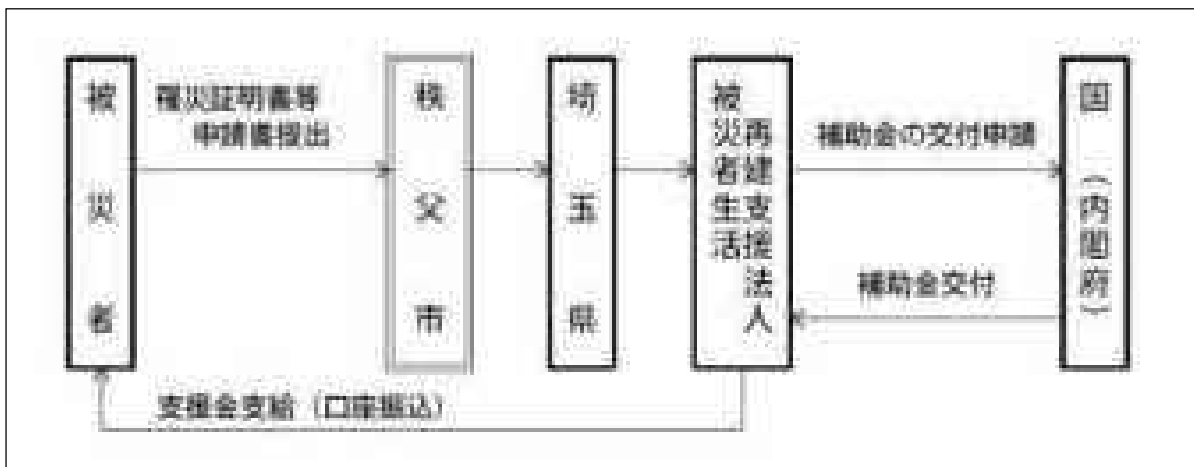 被災者
罹災証明書等
申請書提出
秩父市
埼玉県
被災者生活
再建支援法人
補助金の交付申請
補助金交付
国（内閣府）
支援会支給（口座振込）